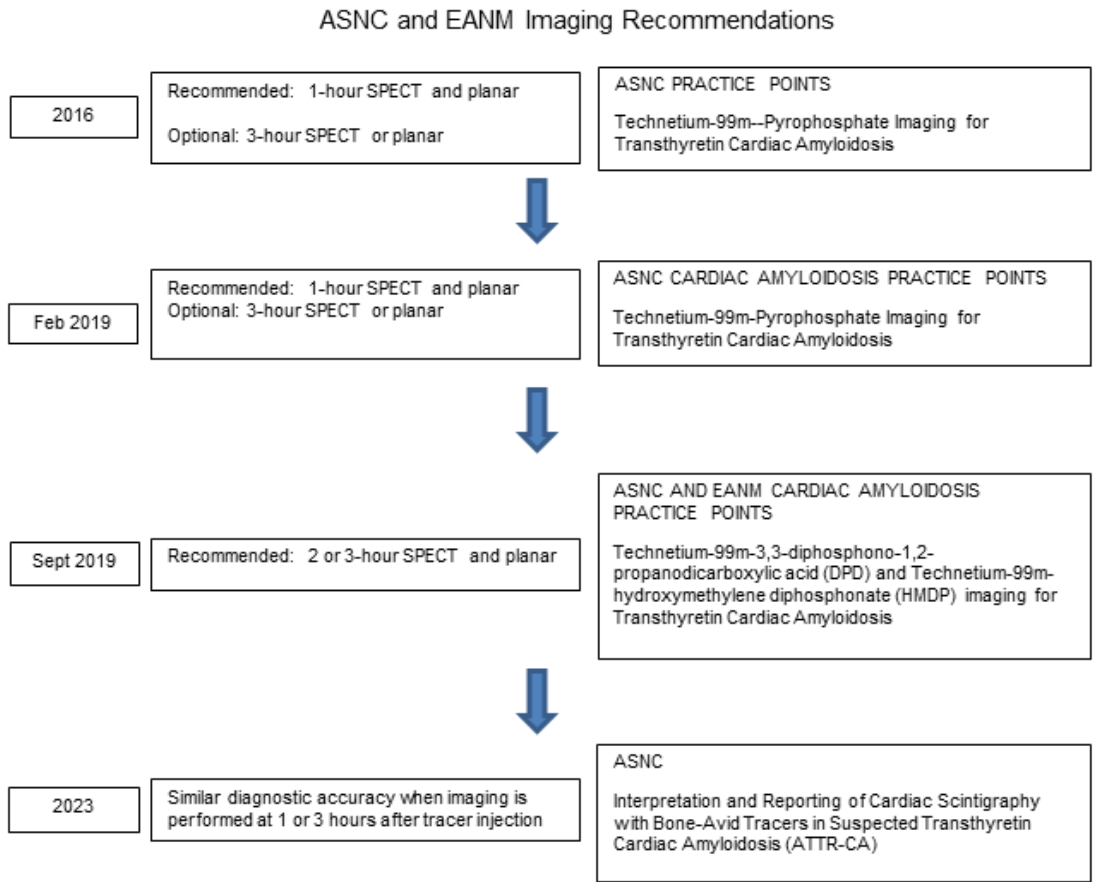 ASNC and EANM Imaging Recommendations
2016
Recommended: 1-hour SPECT and planar
Optional: 3-hour SPECT or planar
ASNC PRACTICE POINTS
Technetium-99m--Pyrophosphate Imaging for
Transthyretin Cardiac Amyloidosis
Feb 2019
Recommended: 1-hour SPECT and planar
Optional: 3-hour SPECT or planar
ASNC CARDIAC AMYLOIDOSIS PRACTICE POINTS
Technetium-99m-Pyrophosphate Imaging for
Transthyretin Cardiac Amyloidosis
Sept 2019
Recommended: 2 or 3-hour SPECT and planar
ASNC AND EANM CARDIAC AMYLOIDOSIS
PRACTICE POINTS
Technetium-99m-3,3-diphosphono-1,2-
propanodicarboxylic acid (DPD) and Technetium-99m-
hydroxymethylene diphosphonate (HMDP) imaging for
Transthyretin Cardiac Amyloidosis
2023
Similar diagnostic accuracy when imaging is
performed at 1 or 3 hours after tracer injection
ASNC
Interpretation and Reporting of Cardiac Scintigraphy
with Bone-Avid Tracers in Suspected Transthyretin
Cardiac Amyloidosis (ATTR-CA)